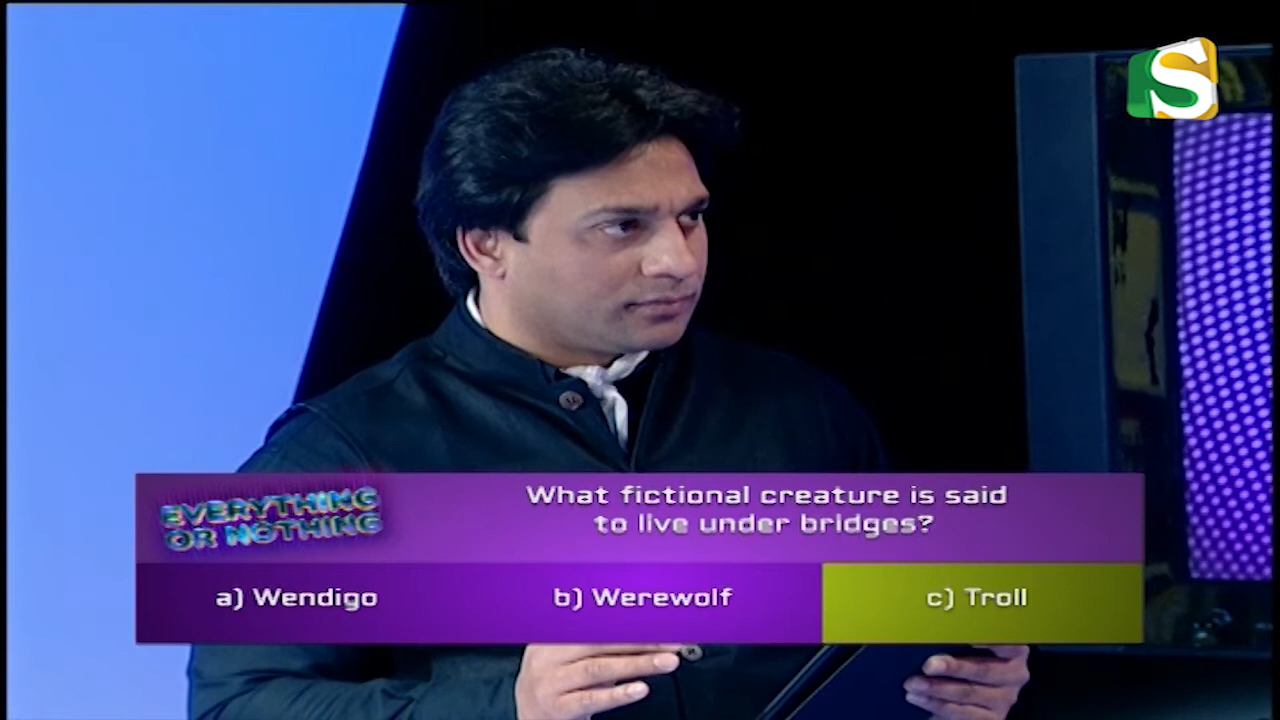 S
EVERYTHING
OR NOTHING
What fictional creature is said
to live under bridges?
a) Wendigo
b) Werewolf
c) Troll